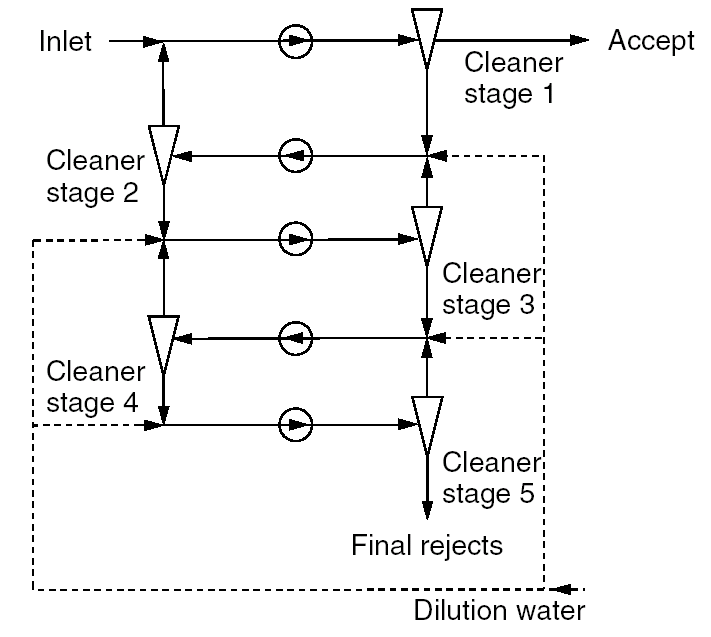 Inlet
Accept
Cleaner
stage 1
Cleaner
stage 2
Cleaner
stage 3
Cleaner
stage 4
Cleaner
stage 5
Final rejects
Dilution water